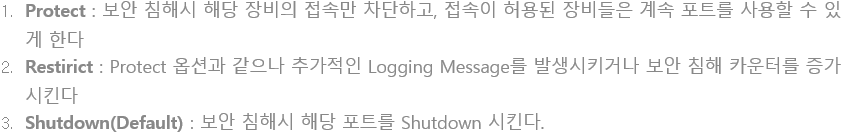 1. Protect : 보안 침해시 해당 장비의 접속만 차단하고, 접속이 허용된 장비들은 계속 포트를 사용할 수 있
게 한다
2. Restirict : Protect 옵션과 같으나 추가적인 Logging Message를 발생시키거나 보안 침해 카운터를 증가
시킨다
3. Shutdown(Default) : 보안 침해시 해당 포트를 Shutdown 시킨다.